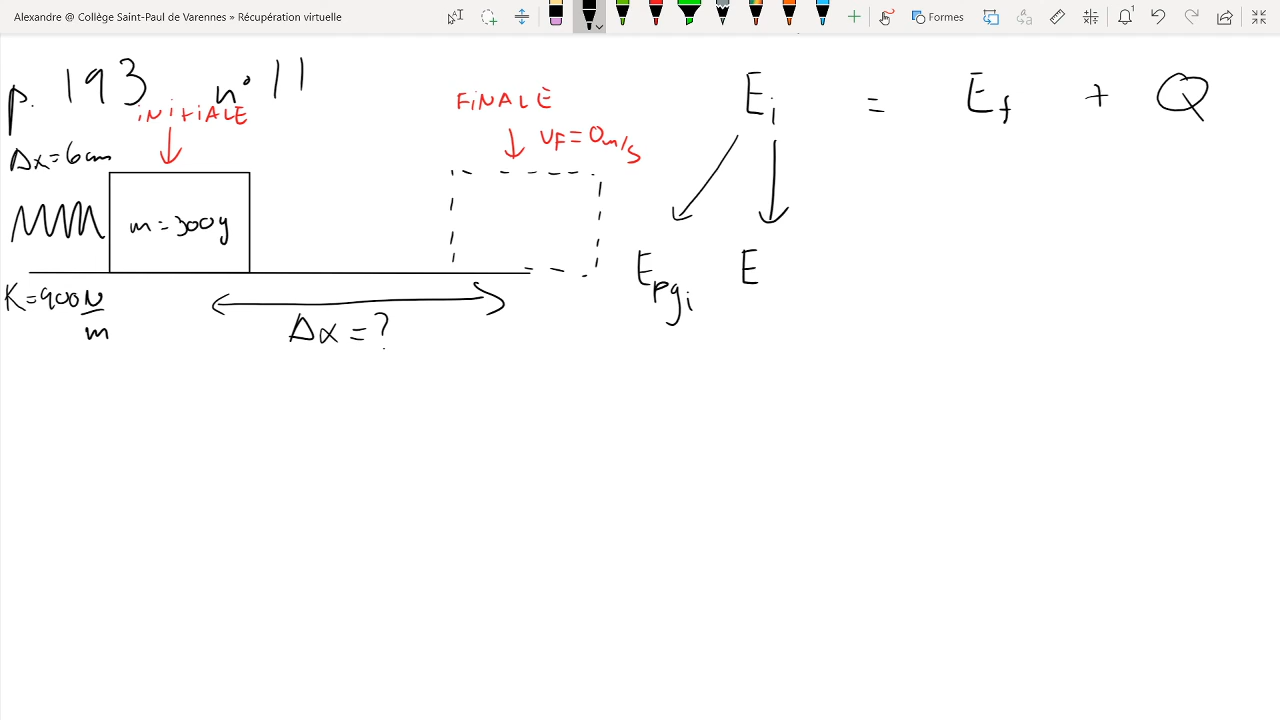 Alexandre @ Collège Saint-Paul de Varennes » Récupération virtuelle
Formes
p. 193 n° 11
iNiTiALE
FiNALE
VF = 0 m/s
Δx = 6 cm
m = 300g
K = 900 N/m
Δx = ?
Ei = Ef + Q
Epgi E